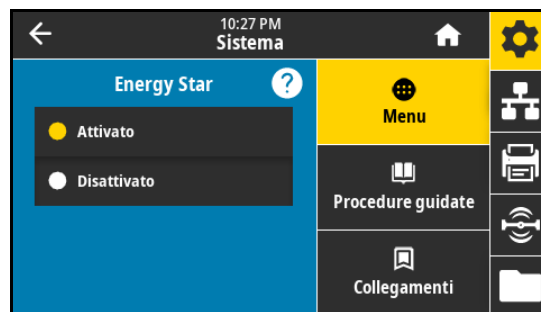 10:27 PM
Sistema
Energy Star
?
Attivato
Disattivato
Menu
Procedure guidate
Collegamenti